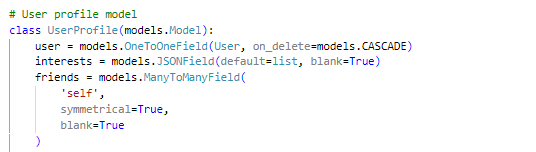 # User profile model
class UserProfile(models.Model):
    user = models.OneToOneField(User, on_delete=models.CASCADE)
    interests = models.JSONField(default=list, blank=True)
    friends = models.ManyToManyField(
        'self',
        symmetrical=True,
        blank=True
    )